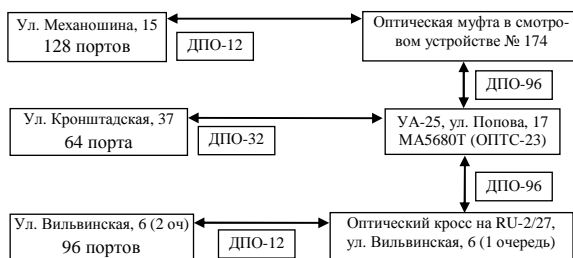 Ул. Механошина, 15
128 портов
ДПО-12
Оптическая муфта в смотро-
вом устройстве № 174
ДПО-96
Ул. Кронштадская, 37
64 порта
ДПО-32
УА-25, ул. Попова, 17
МА5680Т (ОПТС-23)
ДПО-96
Ул. Вильвинская, 6 (2 оч)
96 портов
ДПО-12
Оптический кросс на RU-2/27,
ул. Вильвинская, 6 (1 очередь)